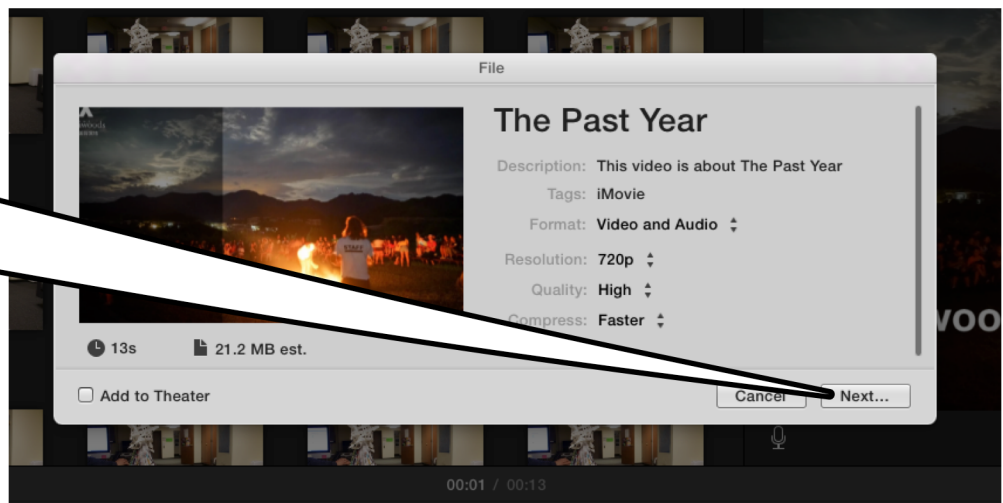 File
The Past Year
Description: This video is about The Past Year
Tags: iMovie
Format: Video and Audio
Resolution: 720p
Quality: High
Compress: Faster
13s 21.2 MB est.
STAFF
Add to Theater
Cancel Next...
00:01 / 00:13